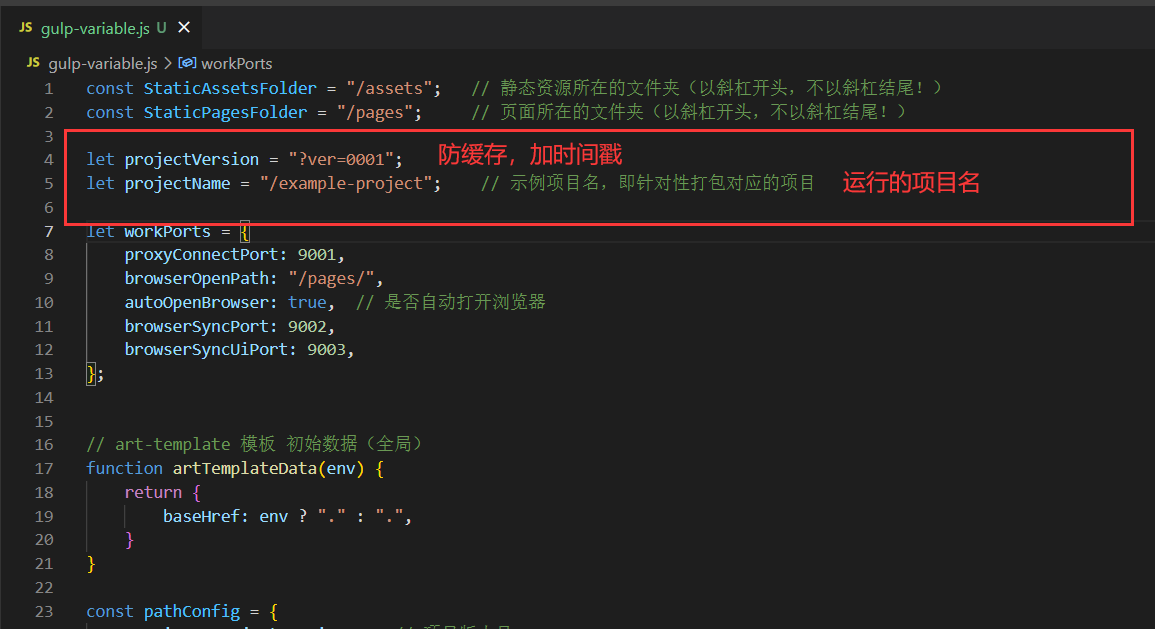 JS gulp-variable.js U ✕
JS gulp-variable.js > workPorts
1 const StaticAssetsFolder = "/assets"; // 静态资源所在的文件夹（以斜杠开头，不以斜杠结尾！）
2 const StaticPagesFolder = "/pages"; // 页面所在的文件夹（以斜杠开头，不以斜杠结尾！）
3
4 let projectVersion = "?ver=0001"; 防缓存，加时间戳
5 let projectName = "/example-project"; // 示例项目名，即针对性打包对应的项目 运行的项目名
6
7 let workPorts = {
8 proxyConnectPort: 9001,
9 browserOpenPath: "/pages/",
10 autoOpenBrowser: true, // 是否自动打开浏览器
11 browserSyncPort: 9002,
12 browserSyncUiPort: 9003,
13 };
14
15
16 // art-template 模板 初始数据（全局）
17 function artTemplateData(env) {
18 return {
19 baseHref: env ? "." : ".",
20 }
21 }
22
23 const pathConfig = {